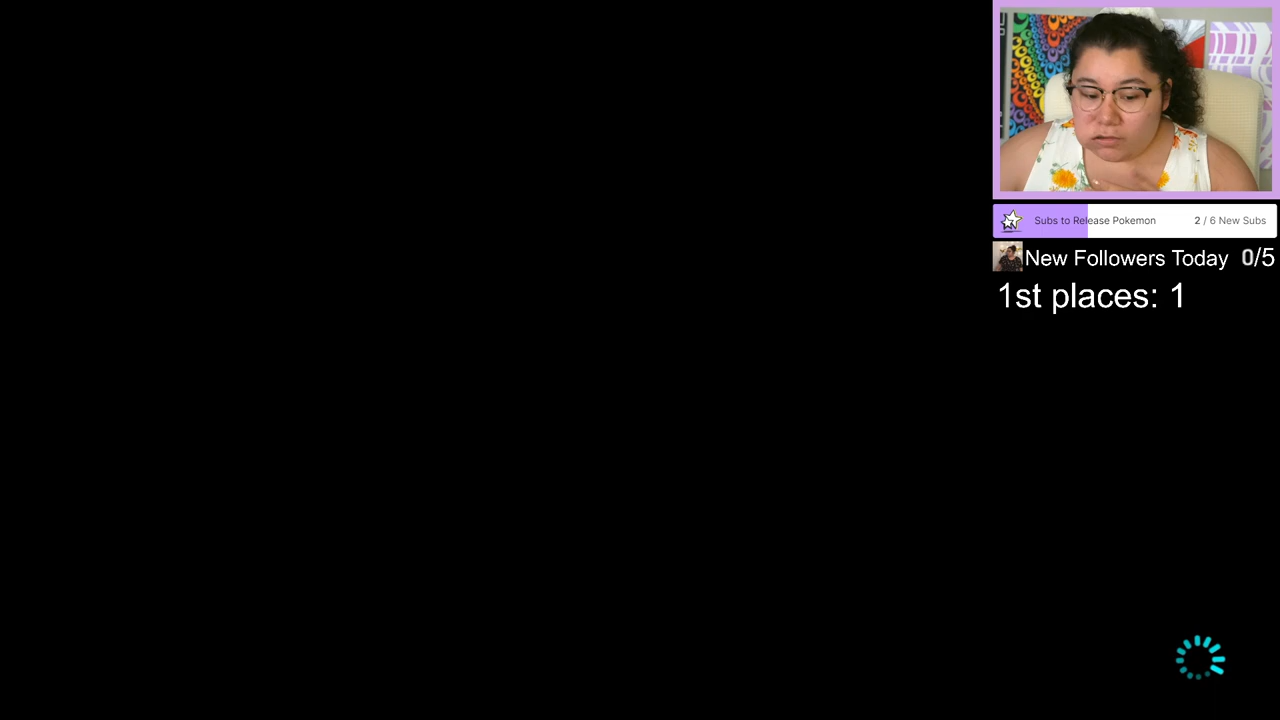 Subs to Release Pokemon 2 / 6 New Subs
New Followers Today 0/5
1st places: 1